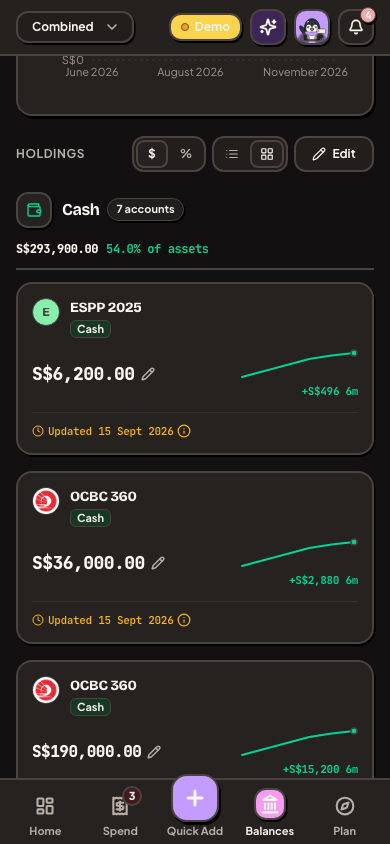 Combined
Demo
4
S$0
June 2026 August 2026 November 2026
HOLDINGS
$ %
Edit
Cash 7 accounts
S$293,900.00 54.0% of assets
E
ESPP 2025
Cash
S$6,200.00
+S$496 6m
Updated 15 Sept 2026
OCBC 360
Cash
S$36,000.00
+S$2,880 6m
Updated 15 Sept 2026
OCBC 360
Cash
S$190,000.00
+S$15,200 6m
3
Home Spend Quick Add Balances Plan